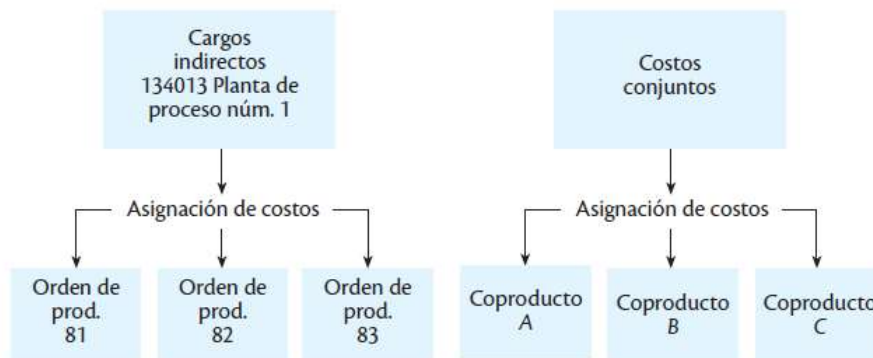 Cargos
indirectos
134013 Planta de
proceso núm. 1
Asignación de costos
Orden de
prod.
81
Orden de
prod.
82
Orden de
prod.
83
Costos
conjuntos
Asignación de costos
Coproducto
A
Coproducto
B
Coproducto
C